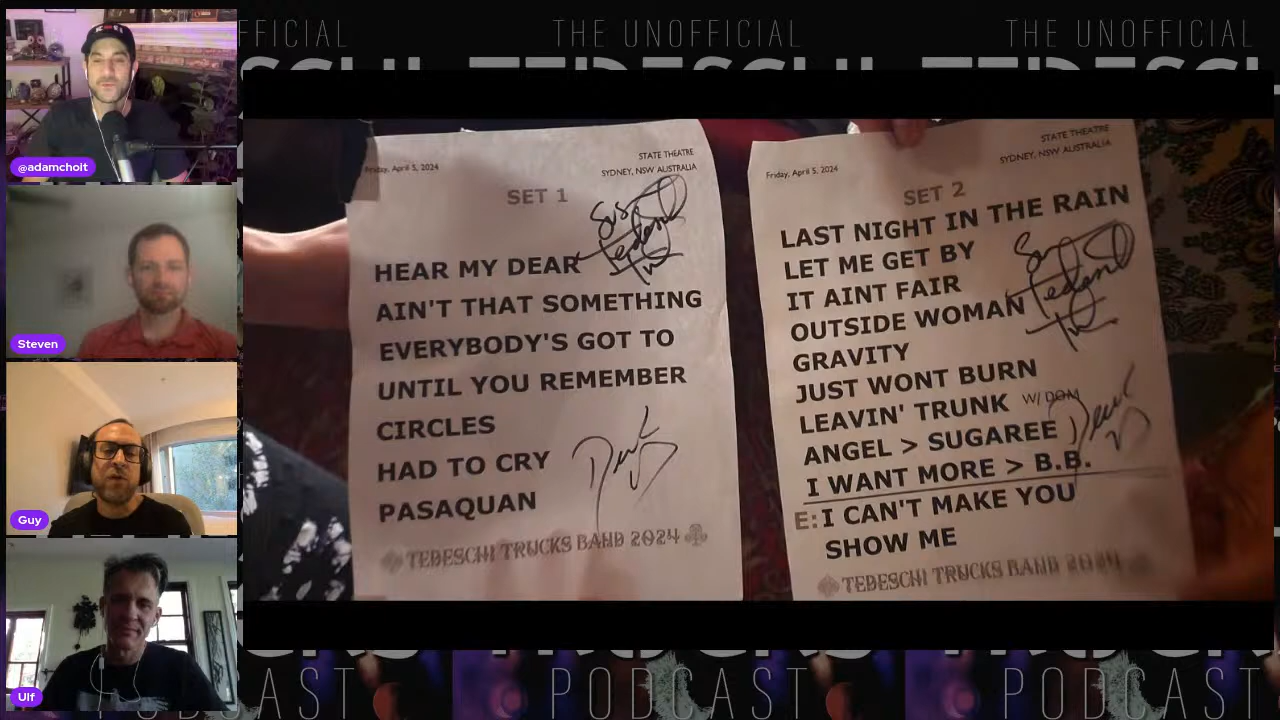 THE UNOFFICIAL
THE UNOFFICIAL
TEDESCHI
@adamchoit
Steven
Guy
Ulf
Friday, April 5, 2024
STATE THEATRE
SYDNEY, NSW AUSTRALIA
SET 1
HEAR MY DEAR
AIN'T THAT SOMETHING
EVERYBODY'S GOT TO
UNTIL YOU REMEMBER
CIRCLES
HAD TO CRY
PASAQUAN
TEDESCHI TRUCKS BAND 2024
Friday, April 5, 2024
STATE THEATRE
SYDNEY, NSW AUSTRALIA
SET 2
LAST NIGHT IN THE RAIN
LET ME GET BY
IT AINT FAIR
OUTSIDE WOMAN
GRAVITY
JUST WONT BURN
LEAVIN' TRUNK W/ DOM
ANGEL > SUGAREE
I WANT MORE > B.B.
E: I CAN'T MAKE YOU
SHOW ME
TEDESCHI TRUCKS BAND 2024
PODCAST
PODCAST